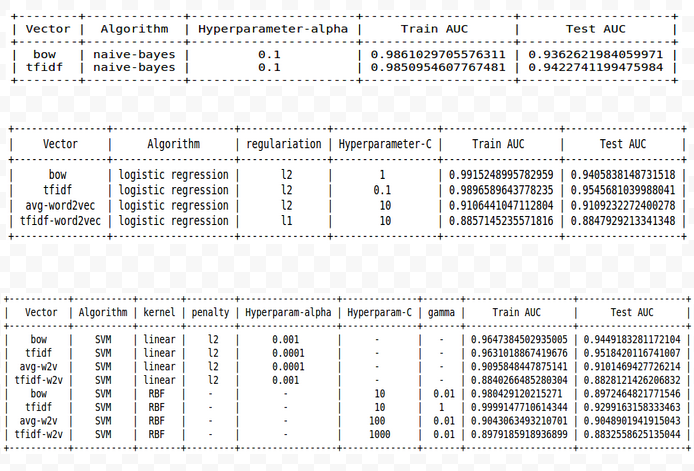 | Vector | Algorithm | Hyperparameter-alpha | Train AUC | Test AUC |
| bow | naive-bayes | 0.1 | 0.9861029705576311 | 0.9362621984059971 |
| tfidf | naive-bayes | 0.1 | 0.9850954607767481 | 0.9422741199475984 |
| Vector | Algorithm | regulariation | Hyperparameter-C | Train AUC | Test AUC |
| bow | logistic regression | l2 | 1 | 0.9915248995782959 | 0.9405838148731518 |
| tfidf | logistic regression | l2 | 0.1 | 0.9896589643778235 | 0.9545681039988041 |
| avg-word2vec | logistic regression | l2 | 10 | 0.9106441047112804 | 0.9109232272400278 |
| tfidf-word2vec | logistic regression | l1 | 10 | 0.8857145235571816 | 0.8847929213341348 |
| Vector | Algorithm | kernel | penalty | Hyperparam-alpha | Hyperparam-C | gamma | Train AUC | Test AUC |
| bow | SVM | linear | l2 | 0.001 | - | - | 0.9647384502935005 | 0.9449183281172104 |
| tfidf | SVM | linear | l2 | 0.0001 | - | - | 0.9631018867419676 | 0.9518420116741007 |
| avg-w2v | SVM | linear | l2 | 0.0001 | - | - | 0.9095848447875141 | 0.9101469427726214 |
| tfidf-w2v | SVM | linear | l2 | 0.001 | - | - | 0.8840266485280304 | 0.8828121426206832 |
| bow | SVM | RBF | - | - | 10 | 0.01 | 0.980429120215271 | 0.8972464821771546 |
| tfidf | SVM | RBF | - | - | 10 | 1 | 0.9999147710614344 | 0.9299163158333463 |
| avg-w2v | SVM | RBF | - | - | 100 | 0.01 | 0.9043063493210701 | 0.9048901941915043 |
| tfidf-w2v | SVM | RBF | - | - | 1000 | 0.01 | 0.8979185918936899 | 0.8832558625135044 |